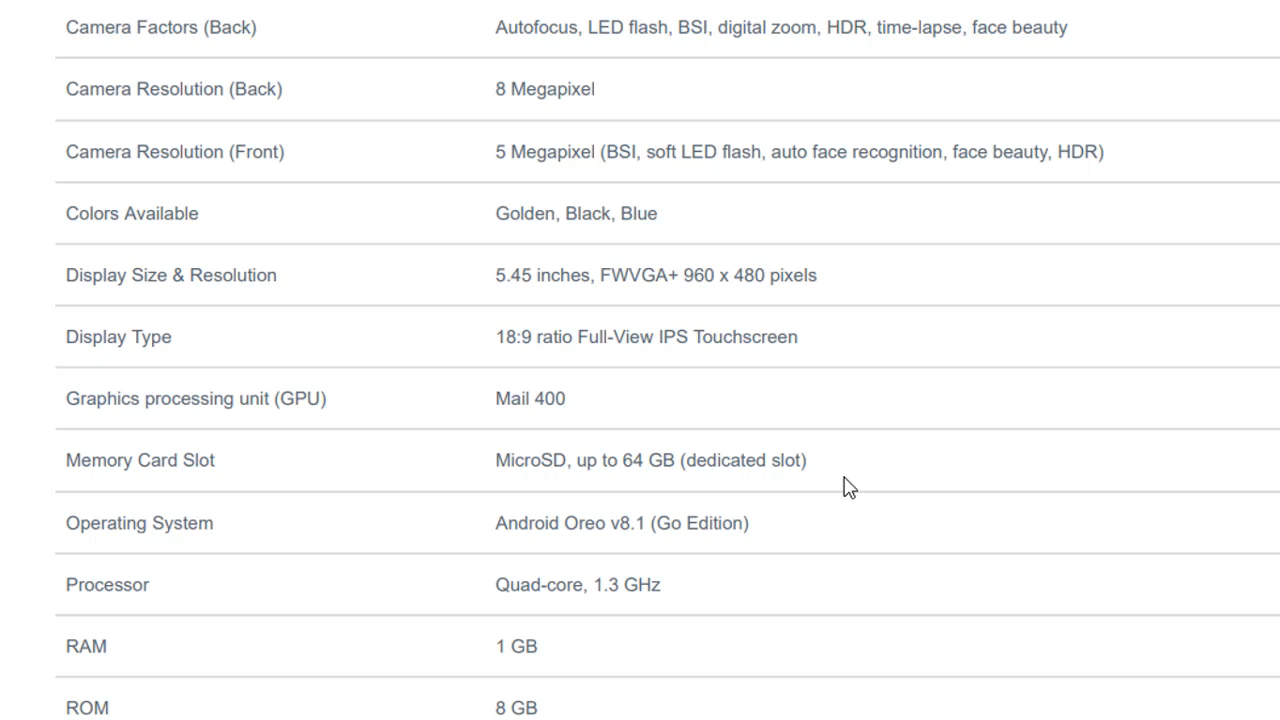 Camera Factors (Back) Autofocus, LED flash, BSI, digital zoom, HDR, time-lapse, face beauty
Camera Resolution (Back) 8 Megapixel
Camera Resolution (Front) 5 Megapixel (BSI, soft LED flash, auto face recognition, face beauty, HDR)
Colors Available Golden, Black, Blue
Display Size & Resolution 5.45 inches, FWVGA+ 960 x 480 pixels
Display Type 18:9 ratio Full-View IPS Touchscreen
Graphics processing unit (GPU) Mail 400
Memory Card Slot MicroSD, up to 64 GB (dedicated slot)
Operating System Android Oreo v8.1 (Go Edition)
Processor Quad-core, 1.3 GHz
RAM 1 GB
ROM 8 GB